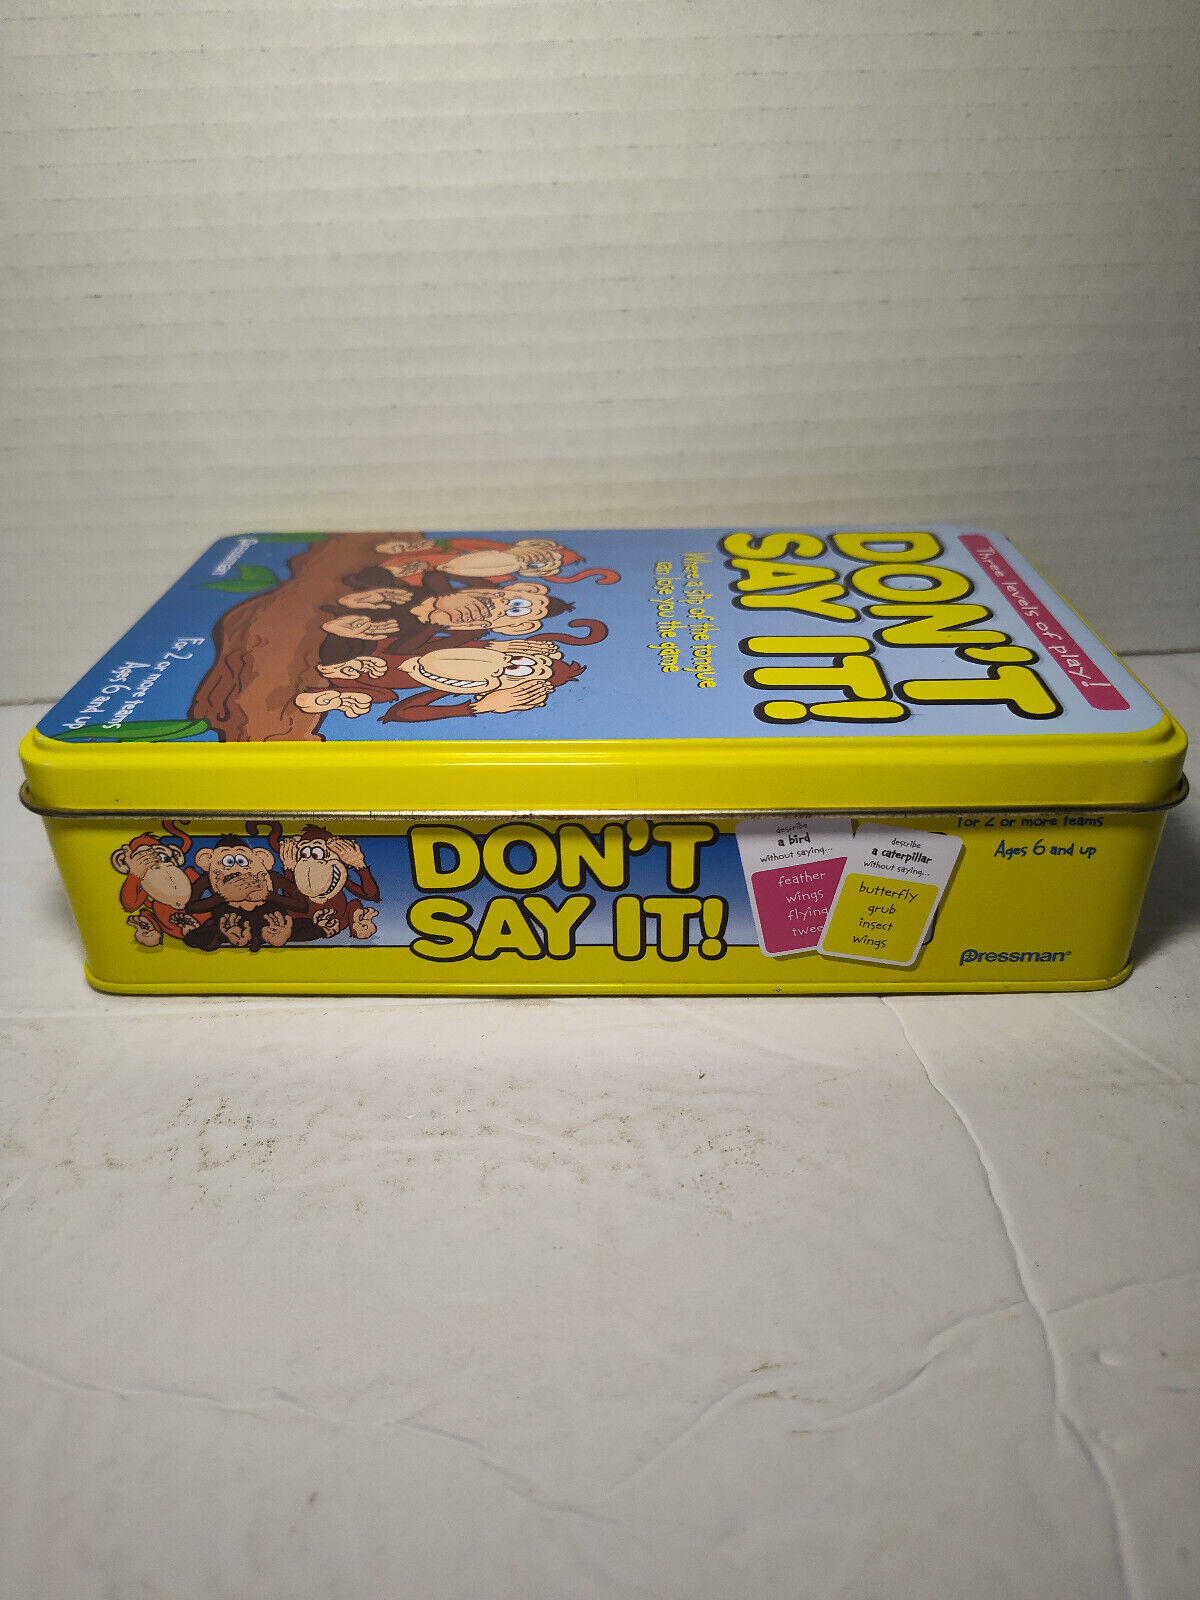 Three levels of play!
DON'T
SAY IT!
Where a slip of the tongue
can lose you the game
Pressman
For 2 or more teams
Ages 6 and up
DON'T
SAY IT!
describe
a bird
without saying...
feather
wings
flying
twee
describe
a caterpillar
without saying...
butterfly
grub
insect
wings
For 2 or more teams
Ages 6 and up
Pressman®